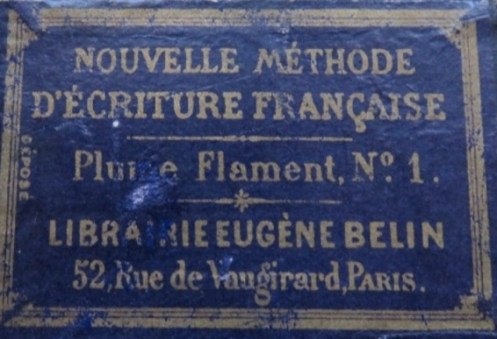 NOUVELLE MÉTHODE
D'ÉCRITURE FRANÇAISE
DÉPOSÉ
Plume Flament, Nº 1.
LIBRAIRIE EUGÈNE BELIN
52, Rue de Vaugirard, PARIS.